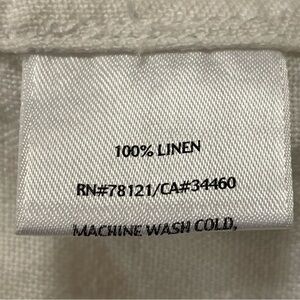 100% LINEN
RN#78121/CA#34460
MACHINE WASH COLD,